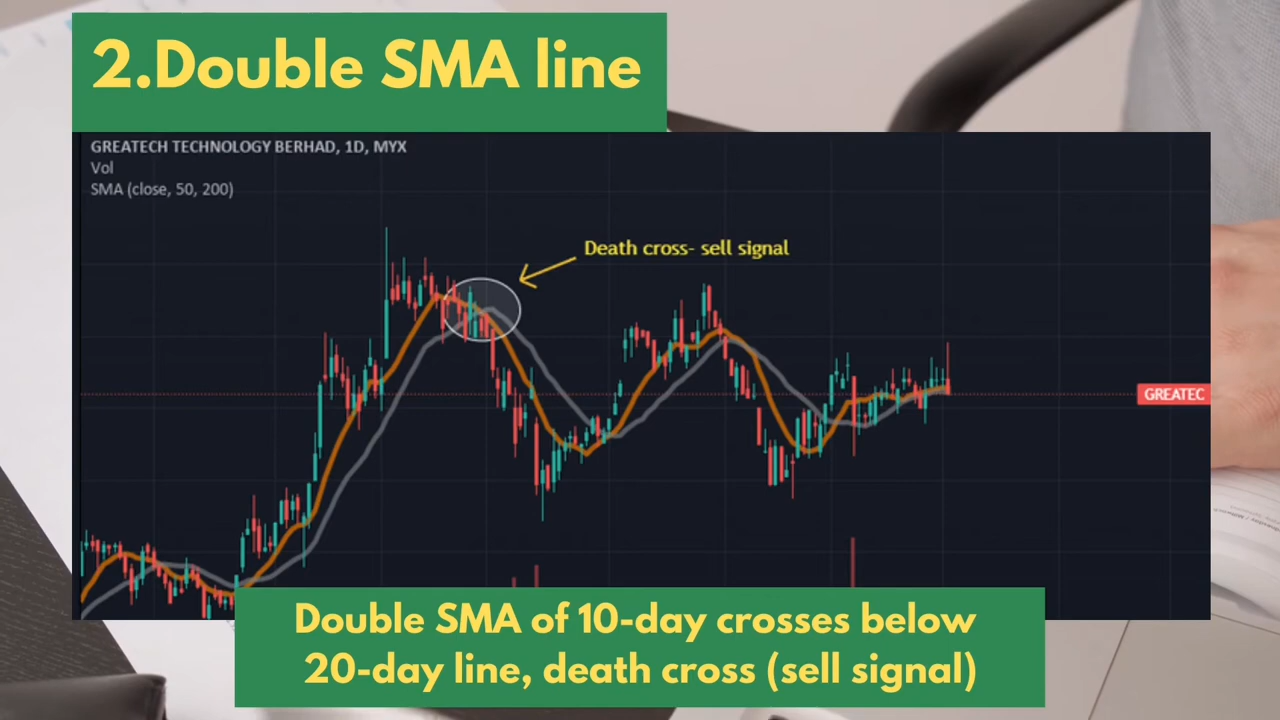 2.Double SMA line
GREATECH TECHNOLOGY BERHAD, 1D, MYX
Vol
SMA (close, 50, 200)
Death cross- sell signal
GREATEC
Double SMA of 10-day crosses below
20-day line, death cross (sell signal)